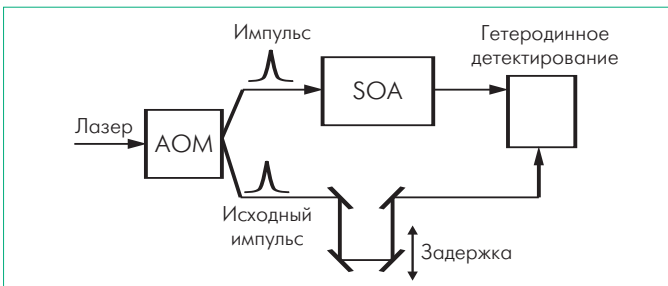 Импульс
Гетеродинное
детектирование
SOA
Лазер
AOM
Исходный
импульс
Задержка